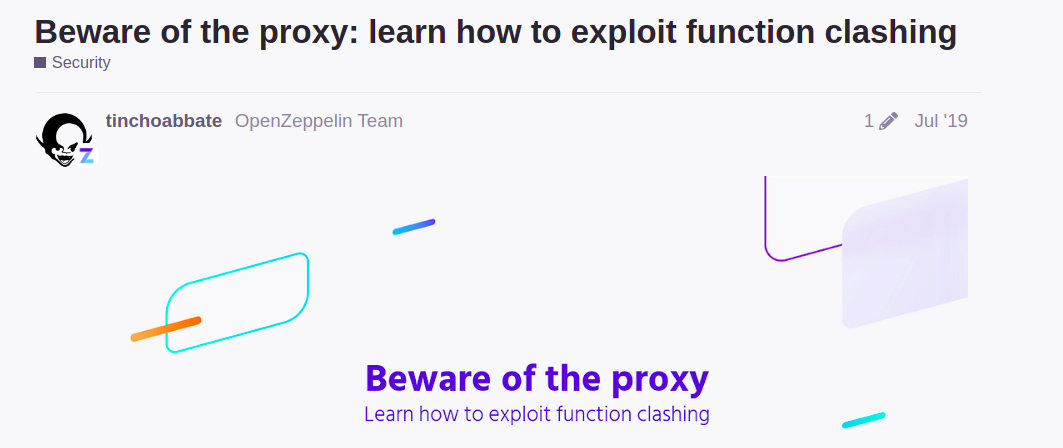 Beware of the proxy: learn how to exploit function clashing
Security
tinchoabbate OpenZeppelin Team 1 Jul '19
Z
Beware of the proxy
Learn how to exploit function clashing